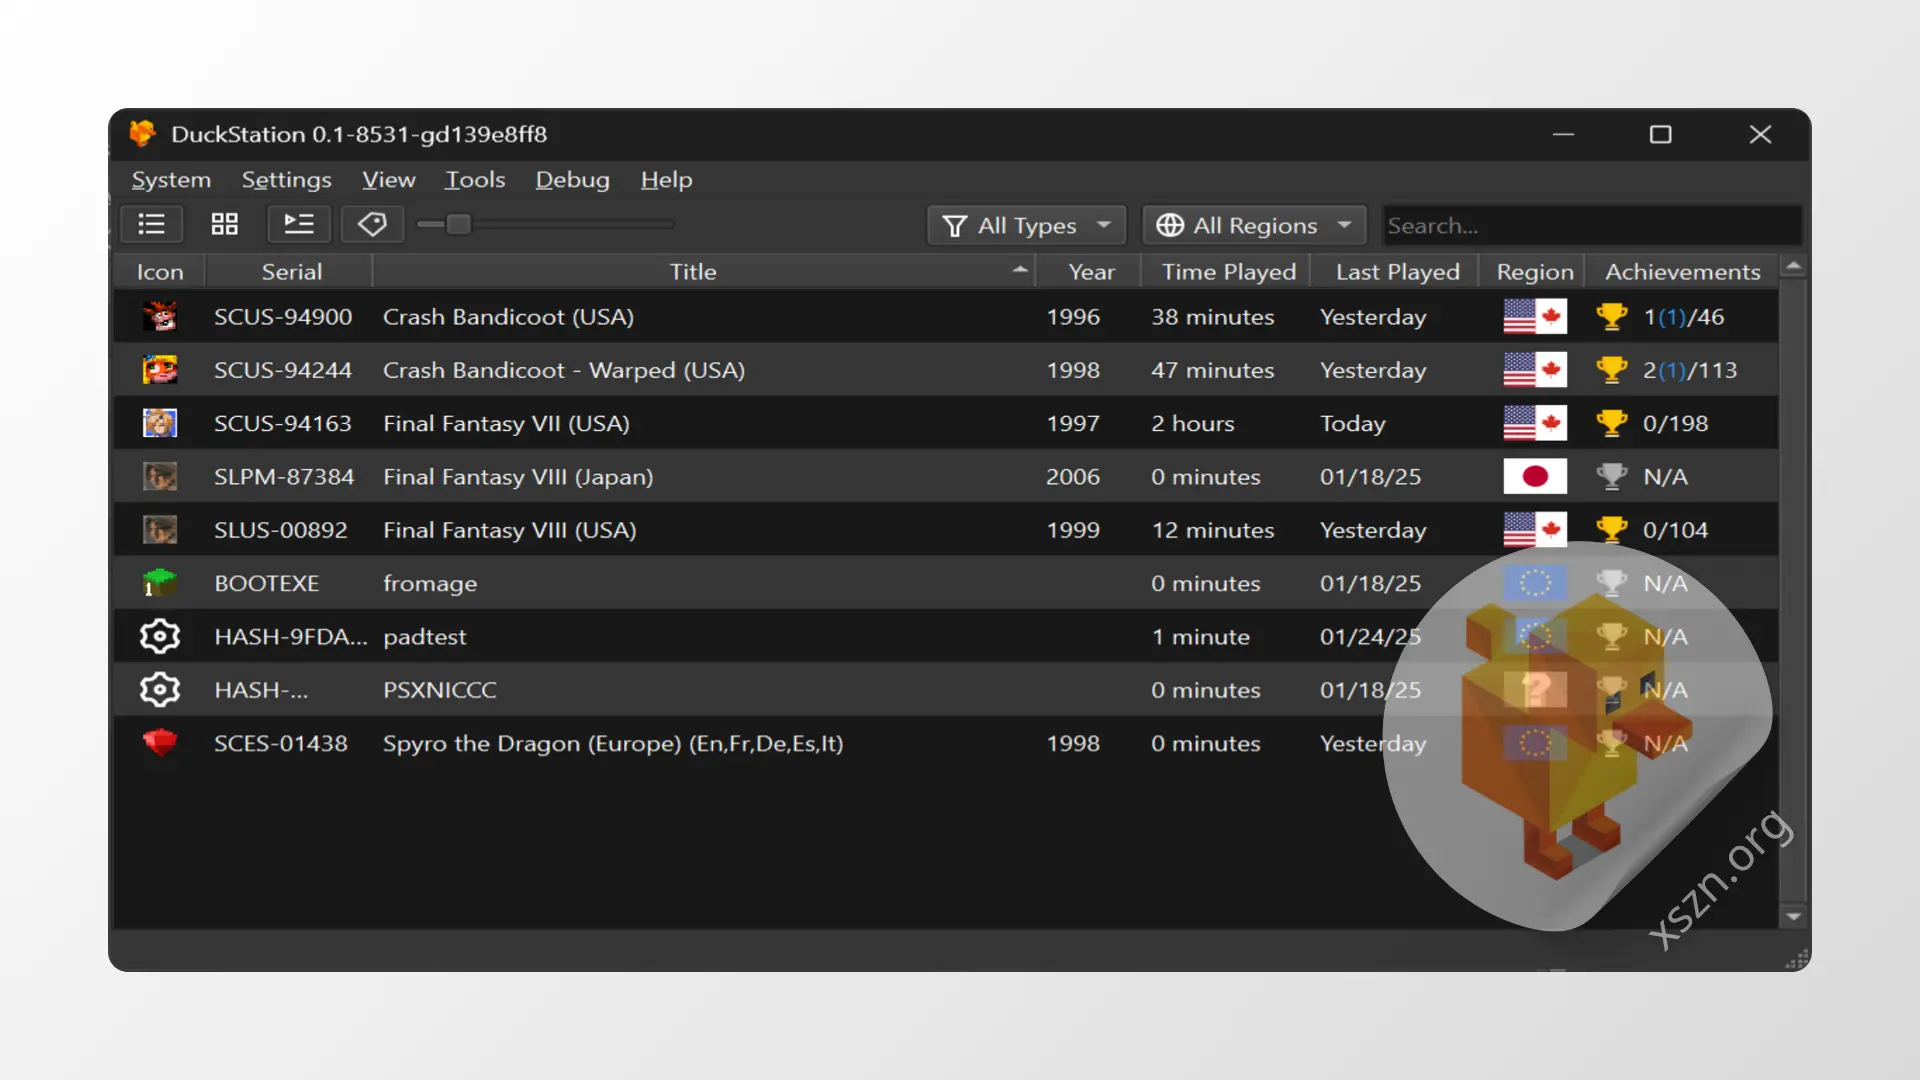 DuckStation 0.1-8531-gd139e8ff8
System Settings View Tools Debug Help
All Types All Regions Search...
Icon Serial Title Year Time Played Last Played Region Achievements
SCUS-94900 Crash Bandicoot (USA) 1996 38 minutes Yesterday 1(1)/46
SCUS-94244 Crash Bandicoot - Warped (USA) 1998 47 minutes Yesterday 2(1)/113
SCUS-94163 Final Fantasy VII (USA) 1997 2 hours Today 0/198
SLPM-87384 Final Fantasy VIII (Japan) 2006 0 minutes 01/18/25 N/A
SLUS-00892 Final Fantasy VIII (USA) 1999 12 minutes Yesterday 0/104
1 BOOTEXE fromage 0 minutes 01/18/25 N/A
HASH-9FDA... padtest 1 minute 01/24/25 N/A
HASH-... PSXNICCC 0 minutes 01/18/25 ? N/A
SCES-01438 Spyro the Dragon (Europe) (En,Fr,De,Es,It) 1998 0 minutes Yesterday N/A
xszn.org